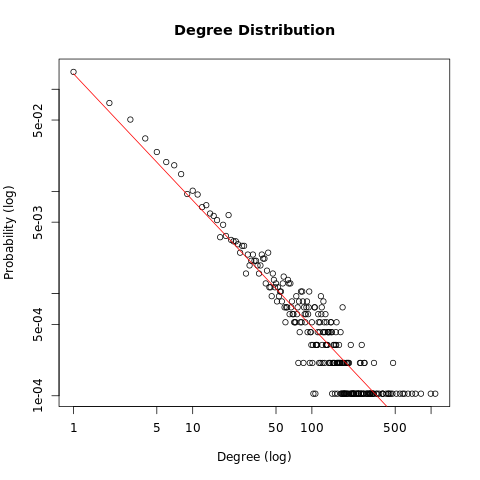 Degree Distribution
Probability (log)
5e-02
5e-03
5e-04
1e-04
1 5 10 50 100 500
Degree (log)